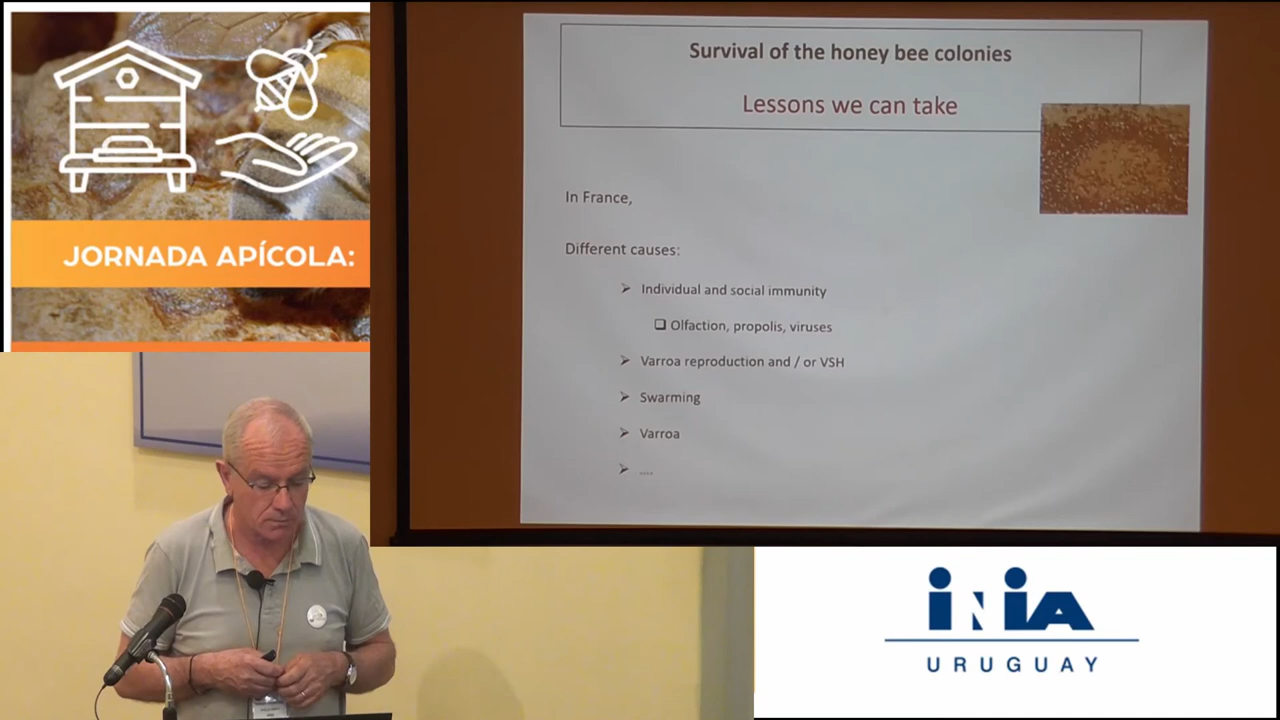 JORNADA APÍCOLA:
Survival of the honey bee colonies
Lessons we can take
In France,
Different causes:
➢ Individual and social immunity
❑ Olfaction, propolis, viruses
➢ Varroa reproduction and / or VSH
➢ Swarming
➢ Varroa
➢ ....
INIA
URUGUAY